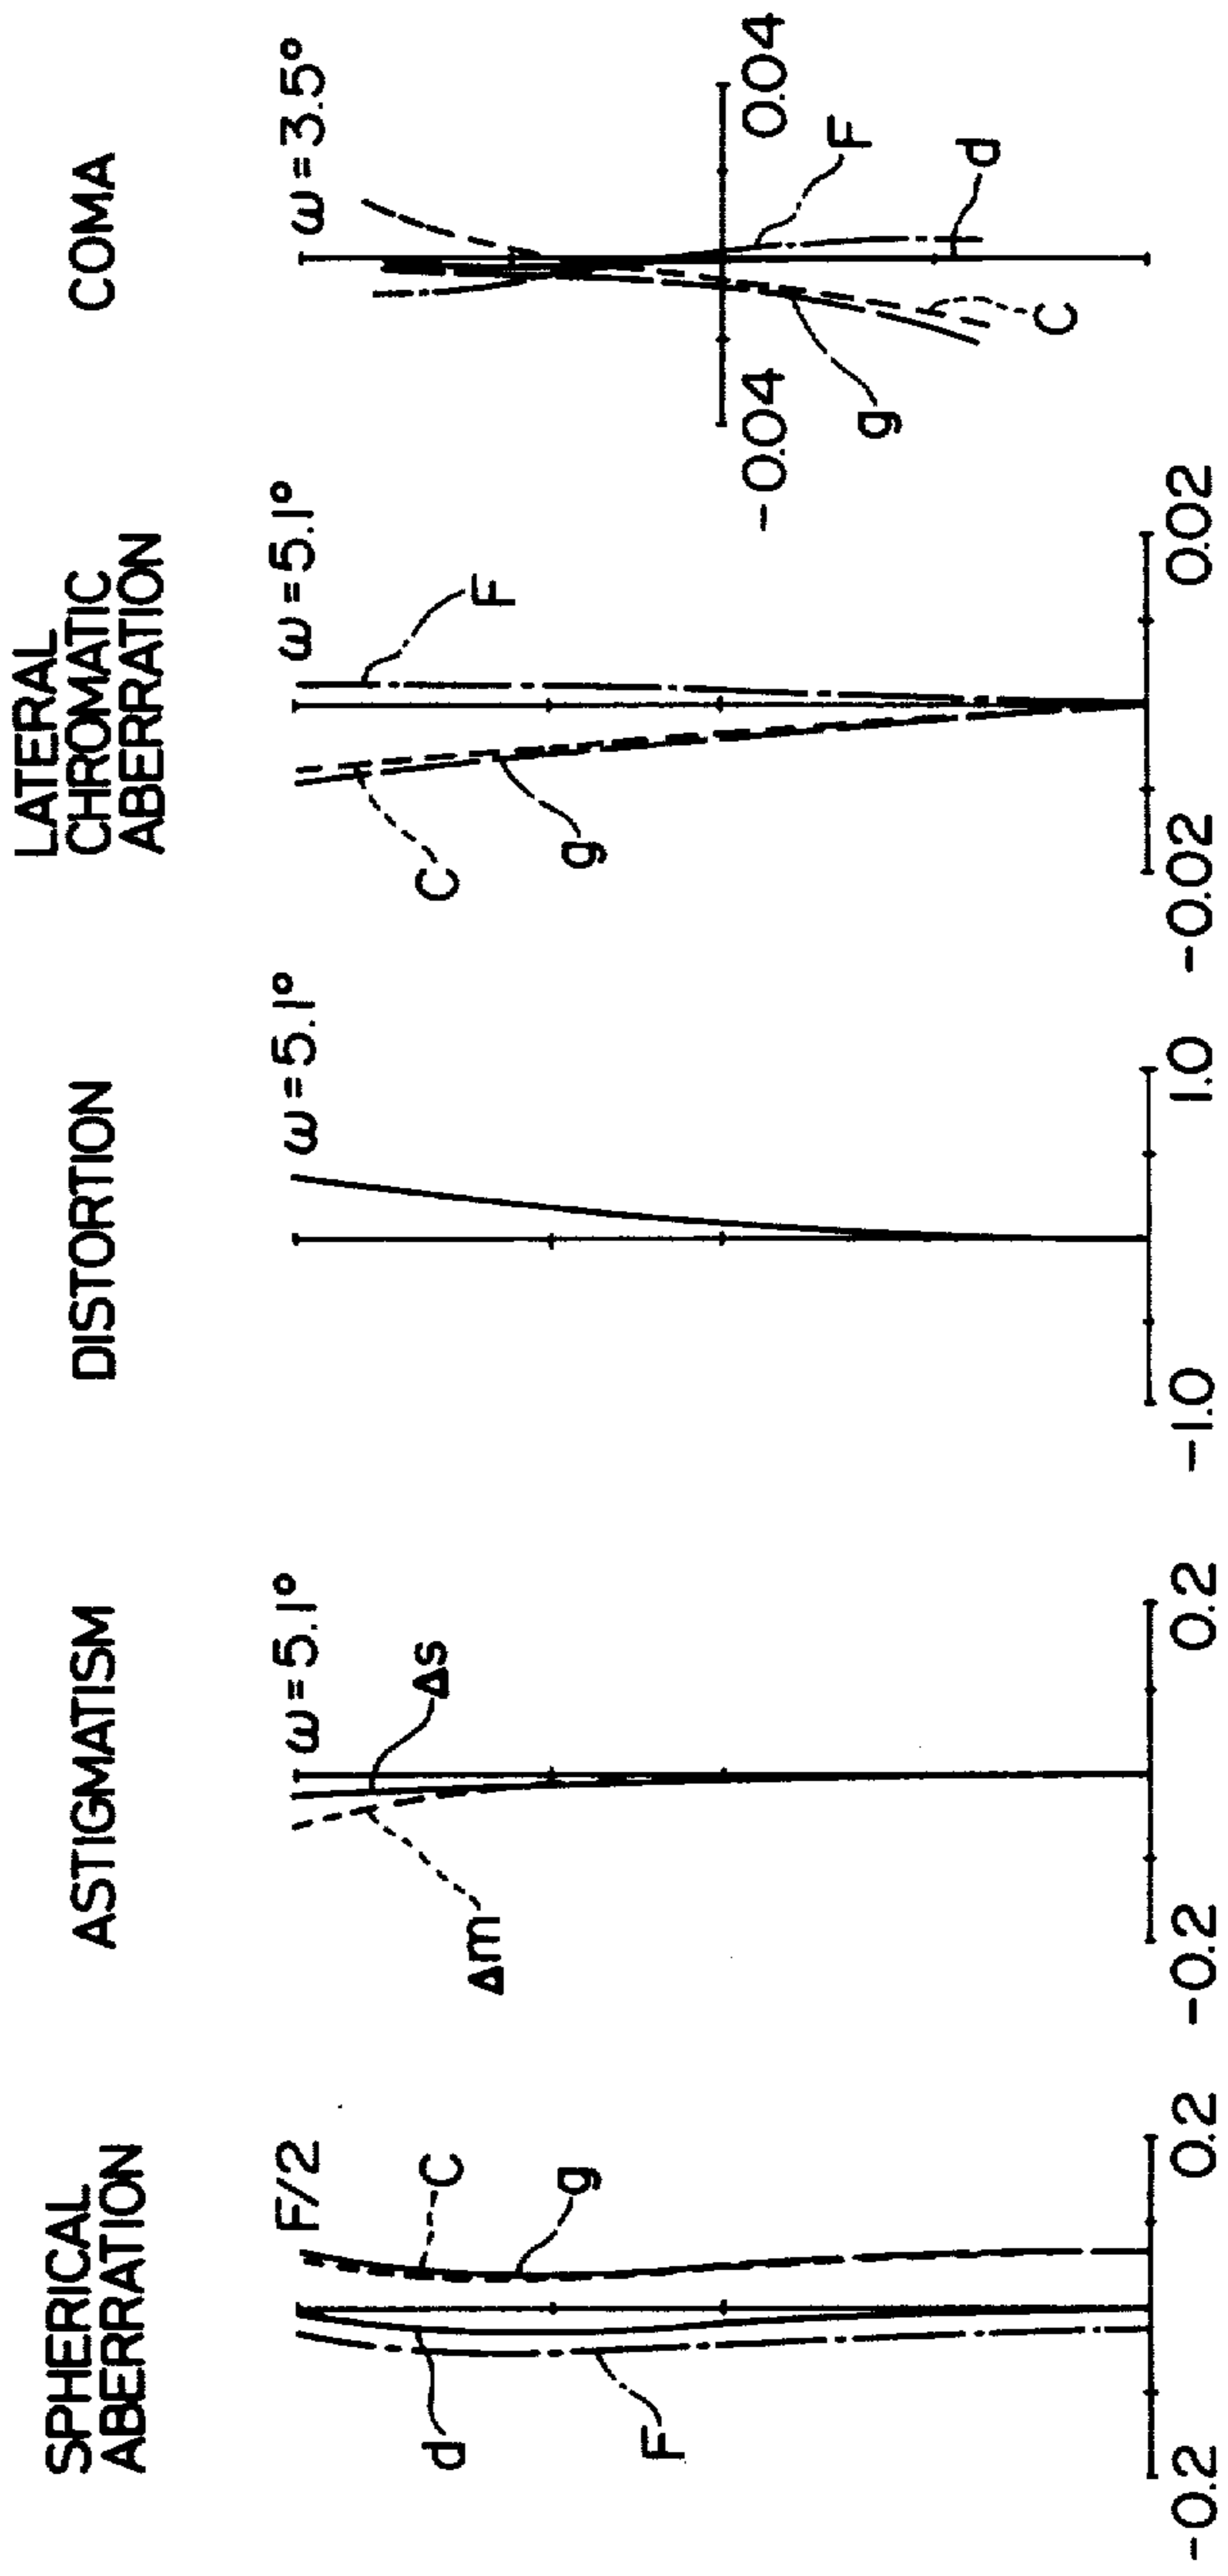 SPHERICAL
ABERRATION
F/2
C
g
d
F
-0.2
0.2
ASTIGMATISM
ω=5.1°
Δs
Δm
-0.2
0.2
DISTORTION
ω=5.1°
-1.0
1.0
LATERAL
CHROMATIC
ABERRATION
ω=5.1°
F
C
g
-0.02
0.02
COMA
ω=3.5°
-0.04
0.04
F
d
g
C